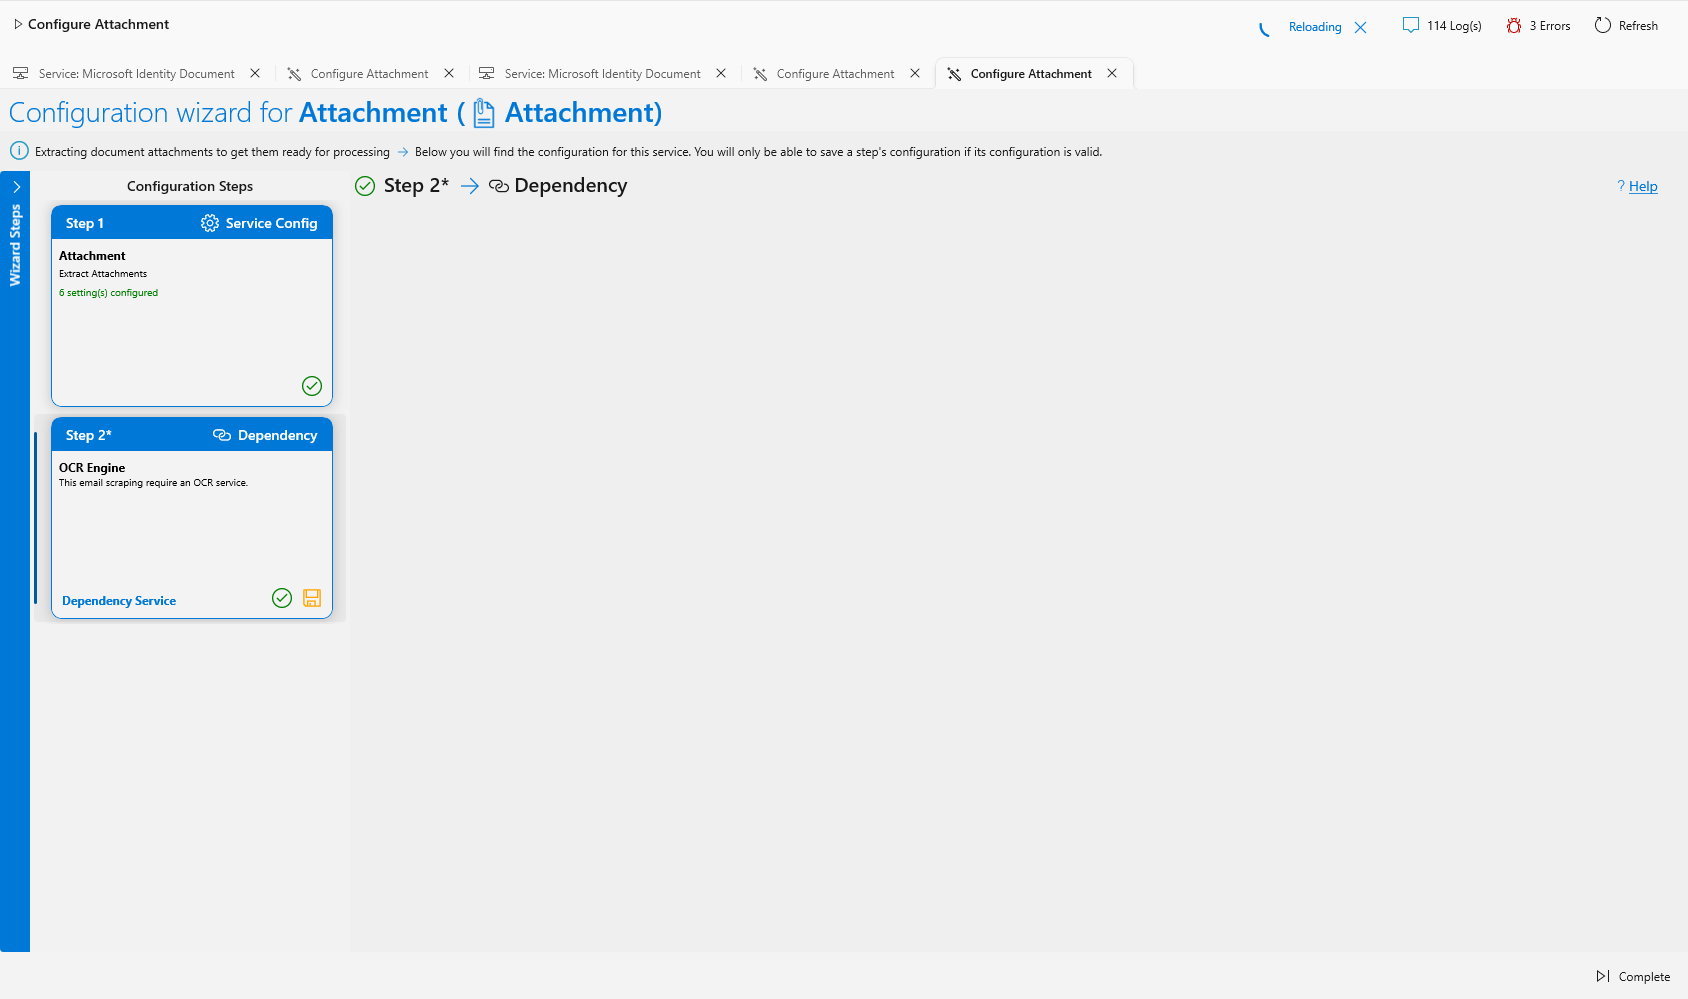 Configure Attachment
Reloading
114 Log(s)
3 Errors
Refresh
Service: Microsoft Identity Document
Configure Attachment
Service: Microsoft Identity Document
Configure Attachment
Configure Attachment
Configuration wizard for Attachment ( Attachment)
Extracting document attachments to get them ready for processing → Below you will find the configuration for this service. You will only be able to save a step's configuration if its configuration is valid.
Wizard Steps
Configuration Steps
Step 1 Service Config
Attachment
Extract Attachments
6 setting(s) configured
Step 2* Dependency
OCR Engine
This email scraping require an OCR service.
Dependency Service
Step 2* → Dependency
? Help
Complete